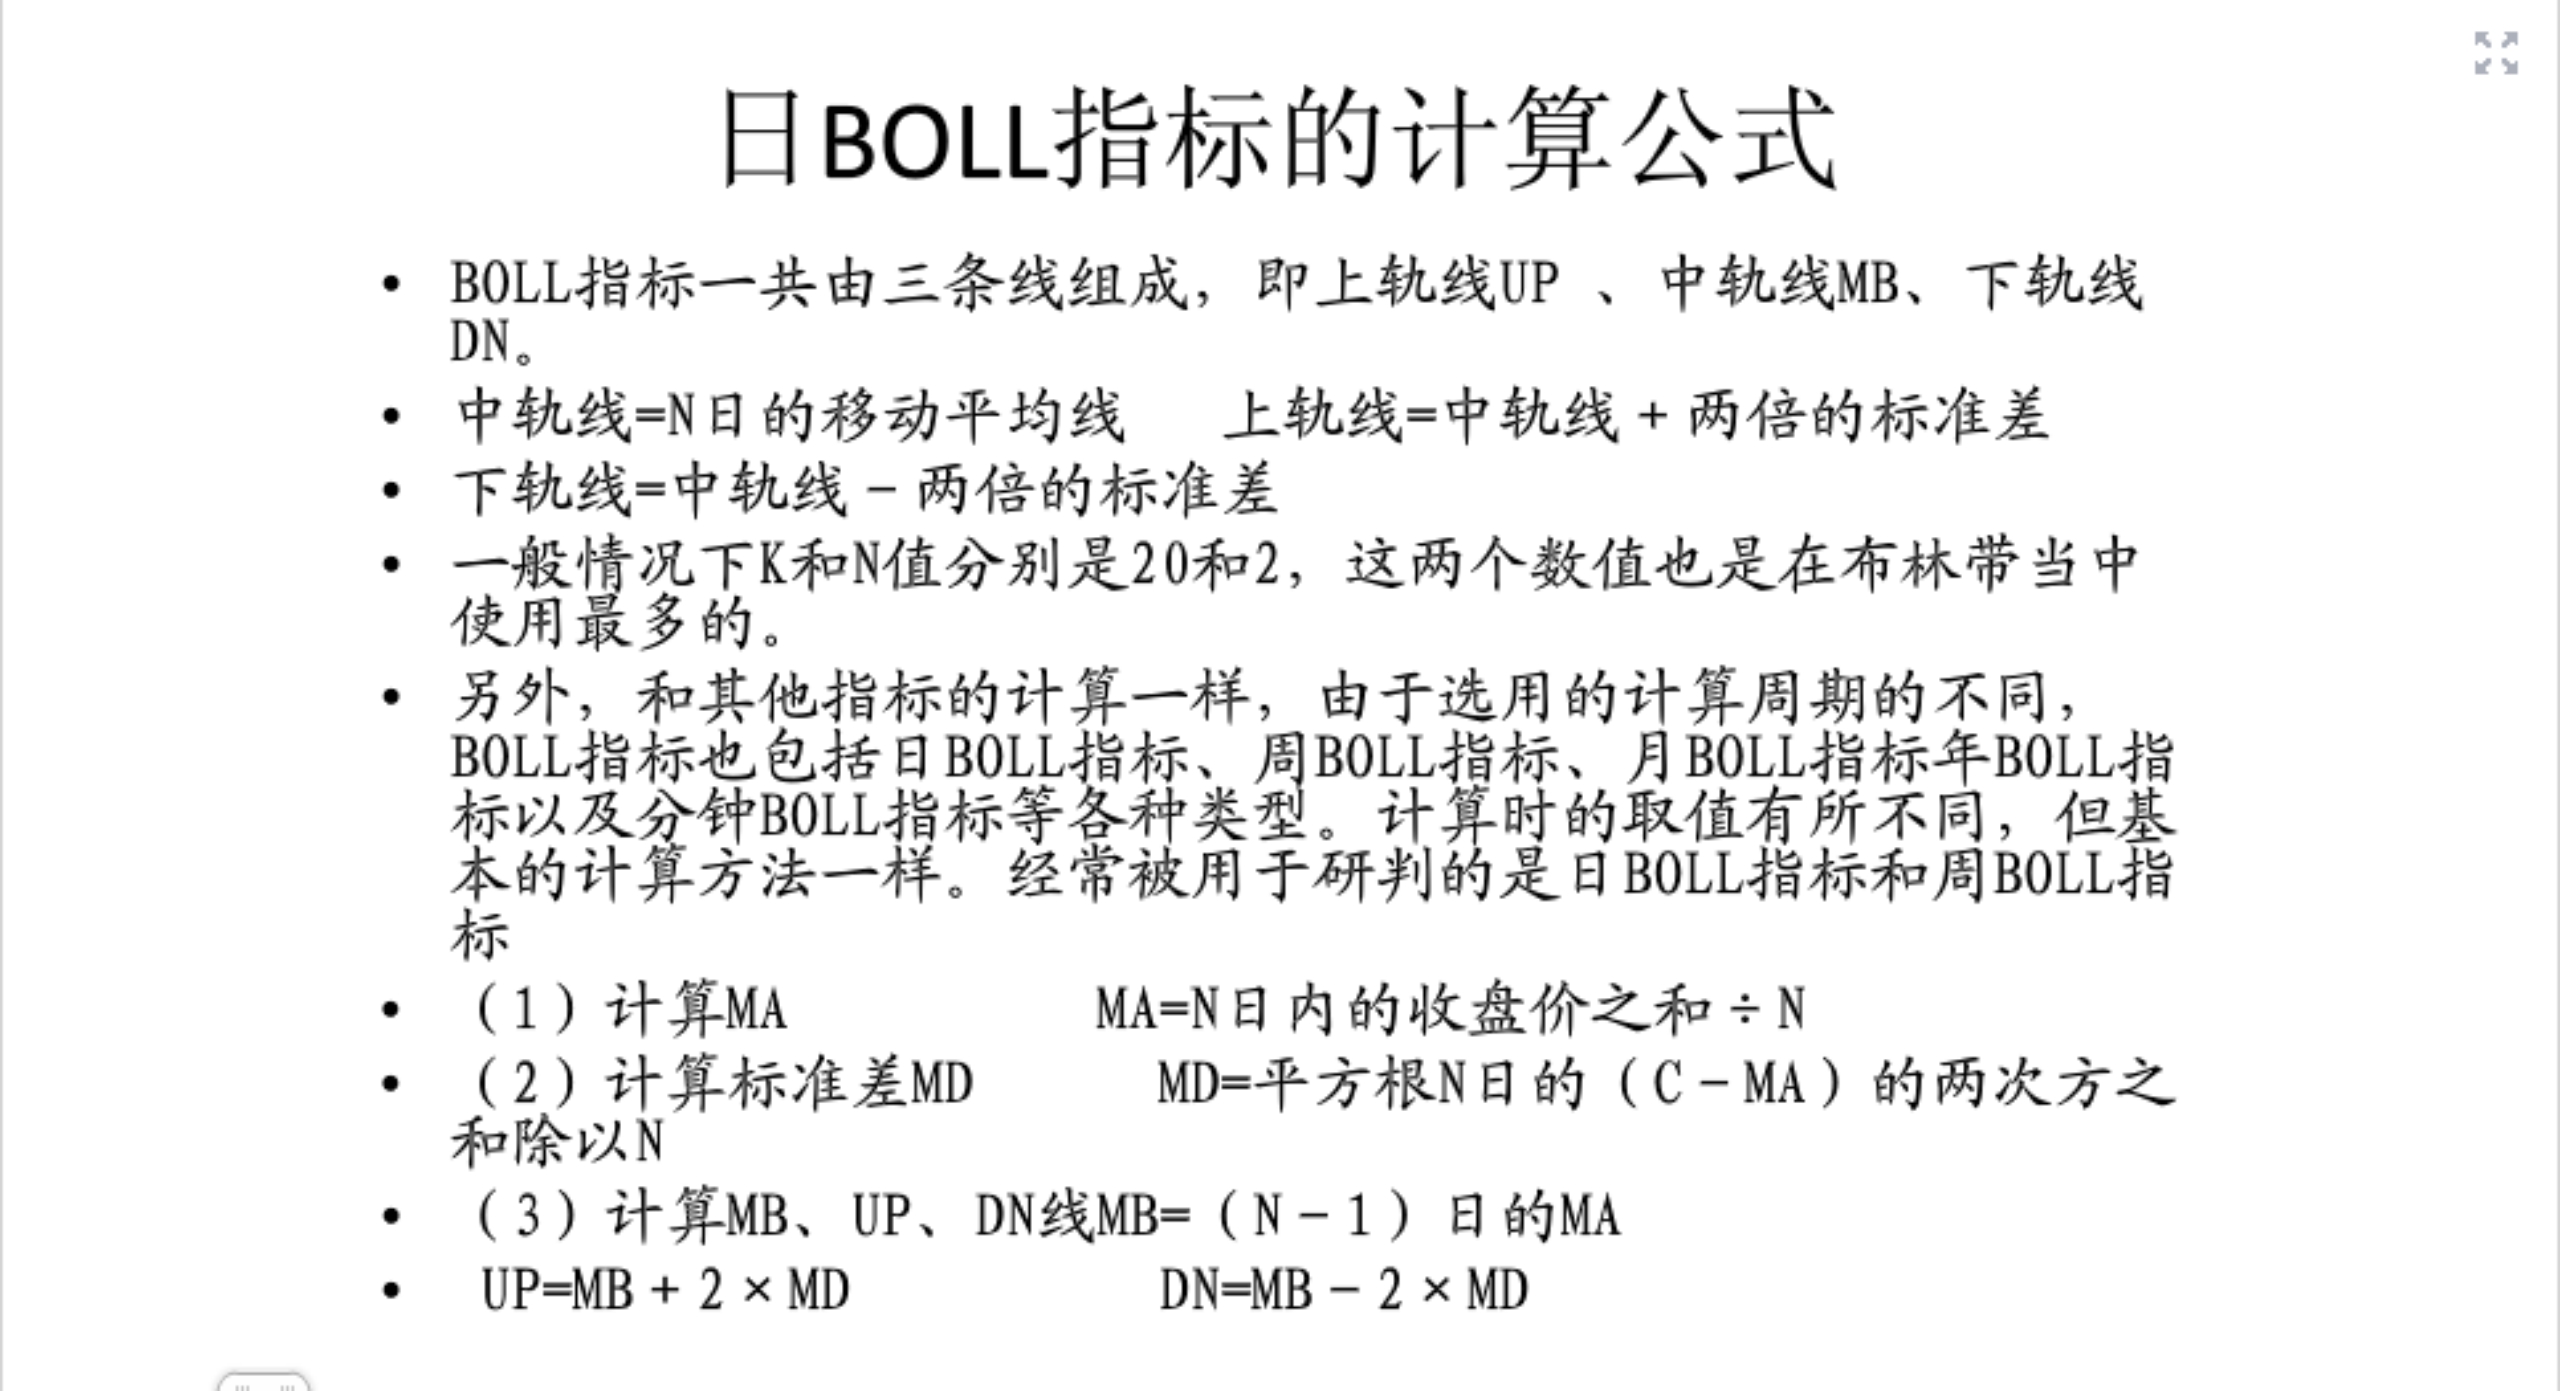 日BOLL指标的计算公式
• BOLL指标一共由三条线组成，即上轨线UP 、中轨线MB、下轨线
DN。
• 中轨线=N日的移动平均线 上轨线=中轨线+两倍的标准差
• 下轨线=中轨线－两倍的标准差
• 一般情况下K和N值分别是20和2，这两个数值也是在布林带当中
使用最多的。
• 另外，和其他指标的计算一样，由于选用的计算周期的不同，
BOLL指标也包括日BOLL指标、周BOLL指标、月BOLL指标年BOLL指
标以及分钟BOLL指标等各种类型。计算时的取值有所不同，但基
本的计算方法一样。经常被用于研判的是日BOLL指标和周BOLL指
标
• （1）计算MA MA=N日内的收盘价之和÷N
• （2）计算标准差MD MD=平方根N日的（C－MA）的两次方之
和除以N
• （3）计算MB、UP、DN线MB=（N－1）日的MA
• UP=MB+2×MD DN=MB－2×MD